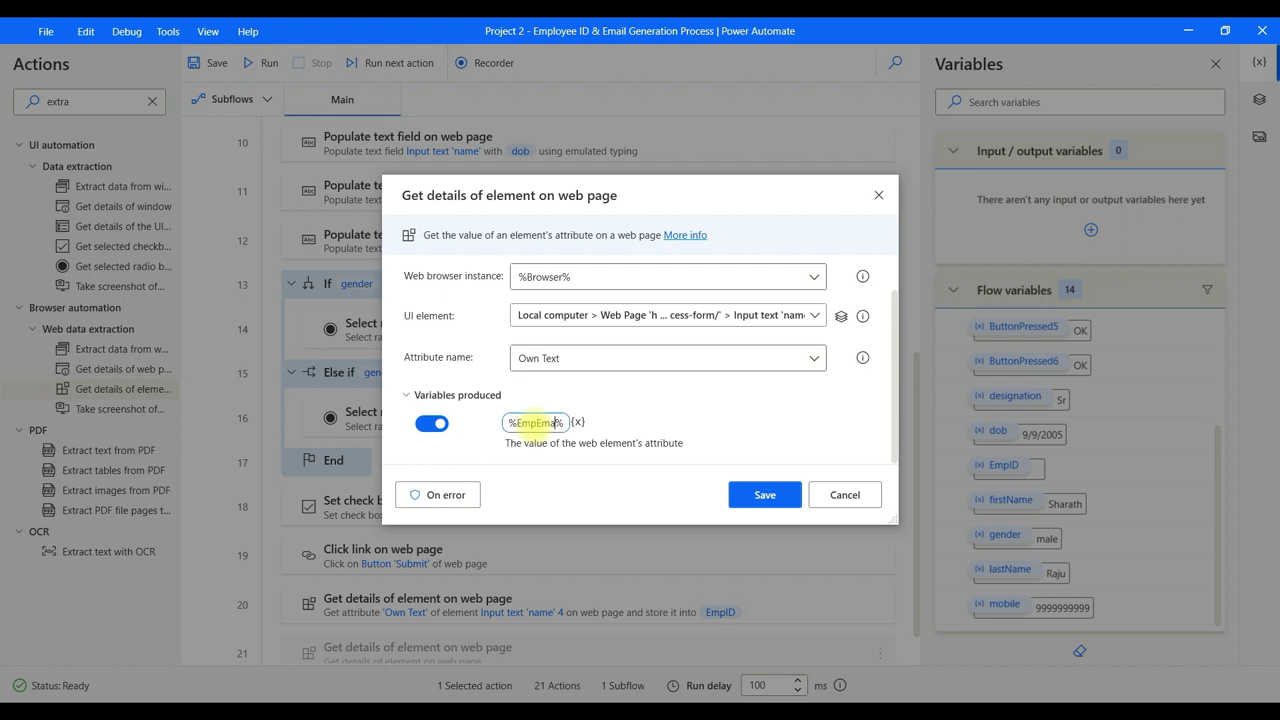 File Edit Debug Tools View Help Project 2 - Employee ID & Email Generation Process | Power Automate
Actions
extra
UI automation
Data extraction
Extract data from wi...
Get details of window
Get details of the UI...
Get selected checkb...
Get selected radio b...
Take screenshot of...
Browser automation
Web data extraction
Extract data from w...
Get details of web p...
Get details of eleme...
Take screenshot of...
PDF
Extract text from PDF
Extract tables from PDF
Extract images from PDF
Extract PDF file pages t...
OCR
Extract text with OCR
Save Run Stop Run next action Recorder
Subflows Main
10 Populate text field on web page
Populate text field Input text 'name' with dob using emulated typing
11 Populate te
Populate text
12 Populate te
Populate text
13 If gender
14 Select r
Select ra
15 Else if gen
16 Select r
Select ra
17 End
18 Set check b
Set check box
19 Click link on web page
Click on Button 'Submit' of web page
20 Get details of element on web page
Get attribute 'Own Text' of element Input text 'name' 4 on web page and store it into EmpID
21 Get details of element on web page
Get details of element on web page
Get details of element on web page
Get the value of an element's attribute on a web page More info
Web browser instance: %Browser%
UI element: Local computer > Web Page 'h ... cess-form/' > Input text 'nam
Attribute name: Own Text
Variables produced
%EmpEma% {x}
The value of the web element's attribute
On error Save Cancel
Variables
{x}
Search variables
Input / output variables 0
There aren't any input or output variables here yet
Flow variables 14
(x) ButtonPressed5 OK
(x) ButtonPressed6 OK
(x) designation Sr
(x) dob 9/9/2005
(x) EmpID
(x) firstName Sharath
(x) gender male
(x) lastName Raju
(x) mobile 9999999999
Status: Ready 1 Selected action 21 Actions 1 Subflow Run delay 100 ms